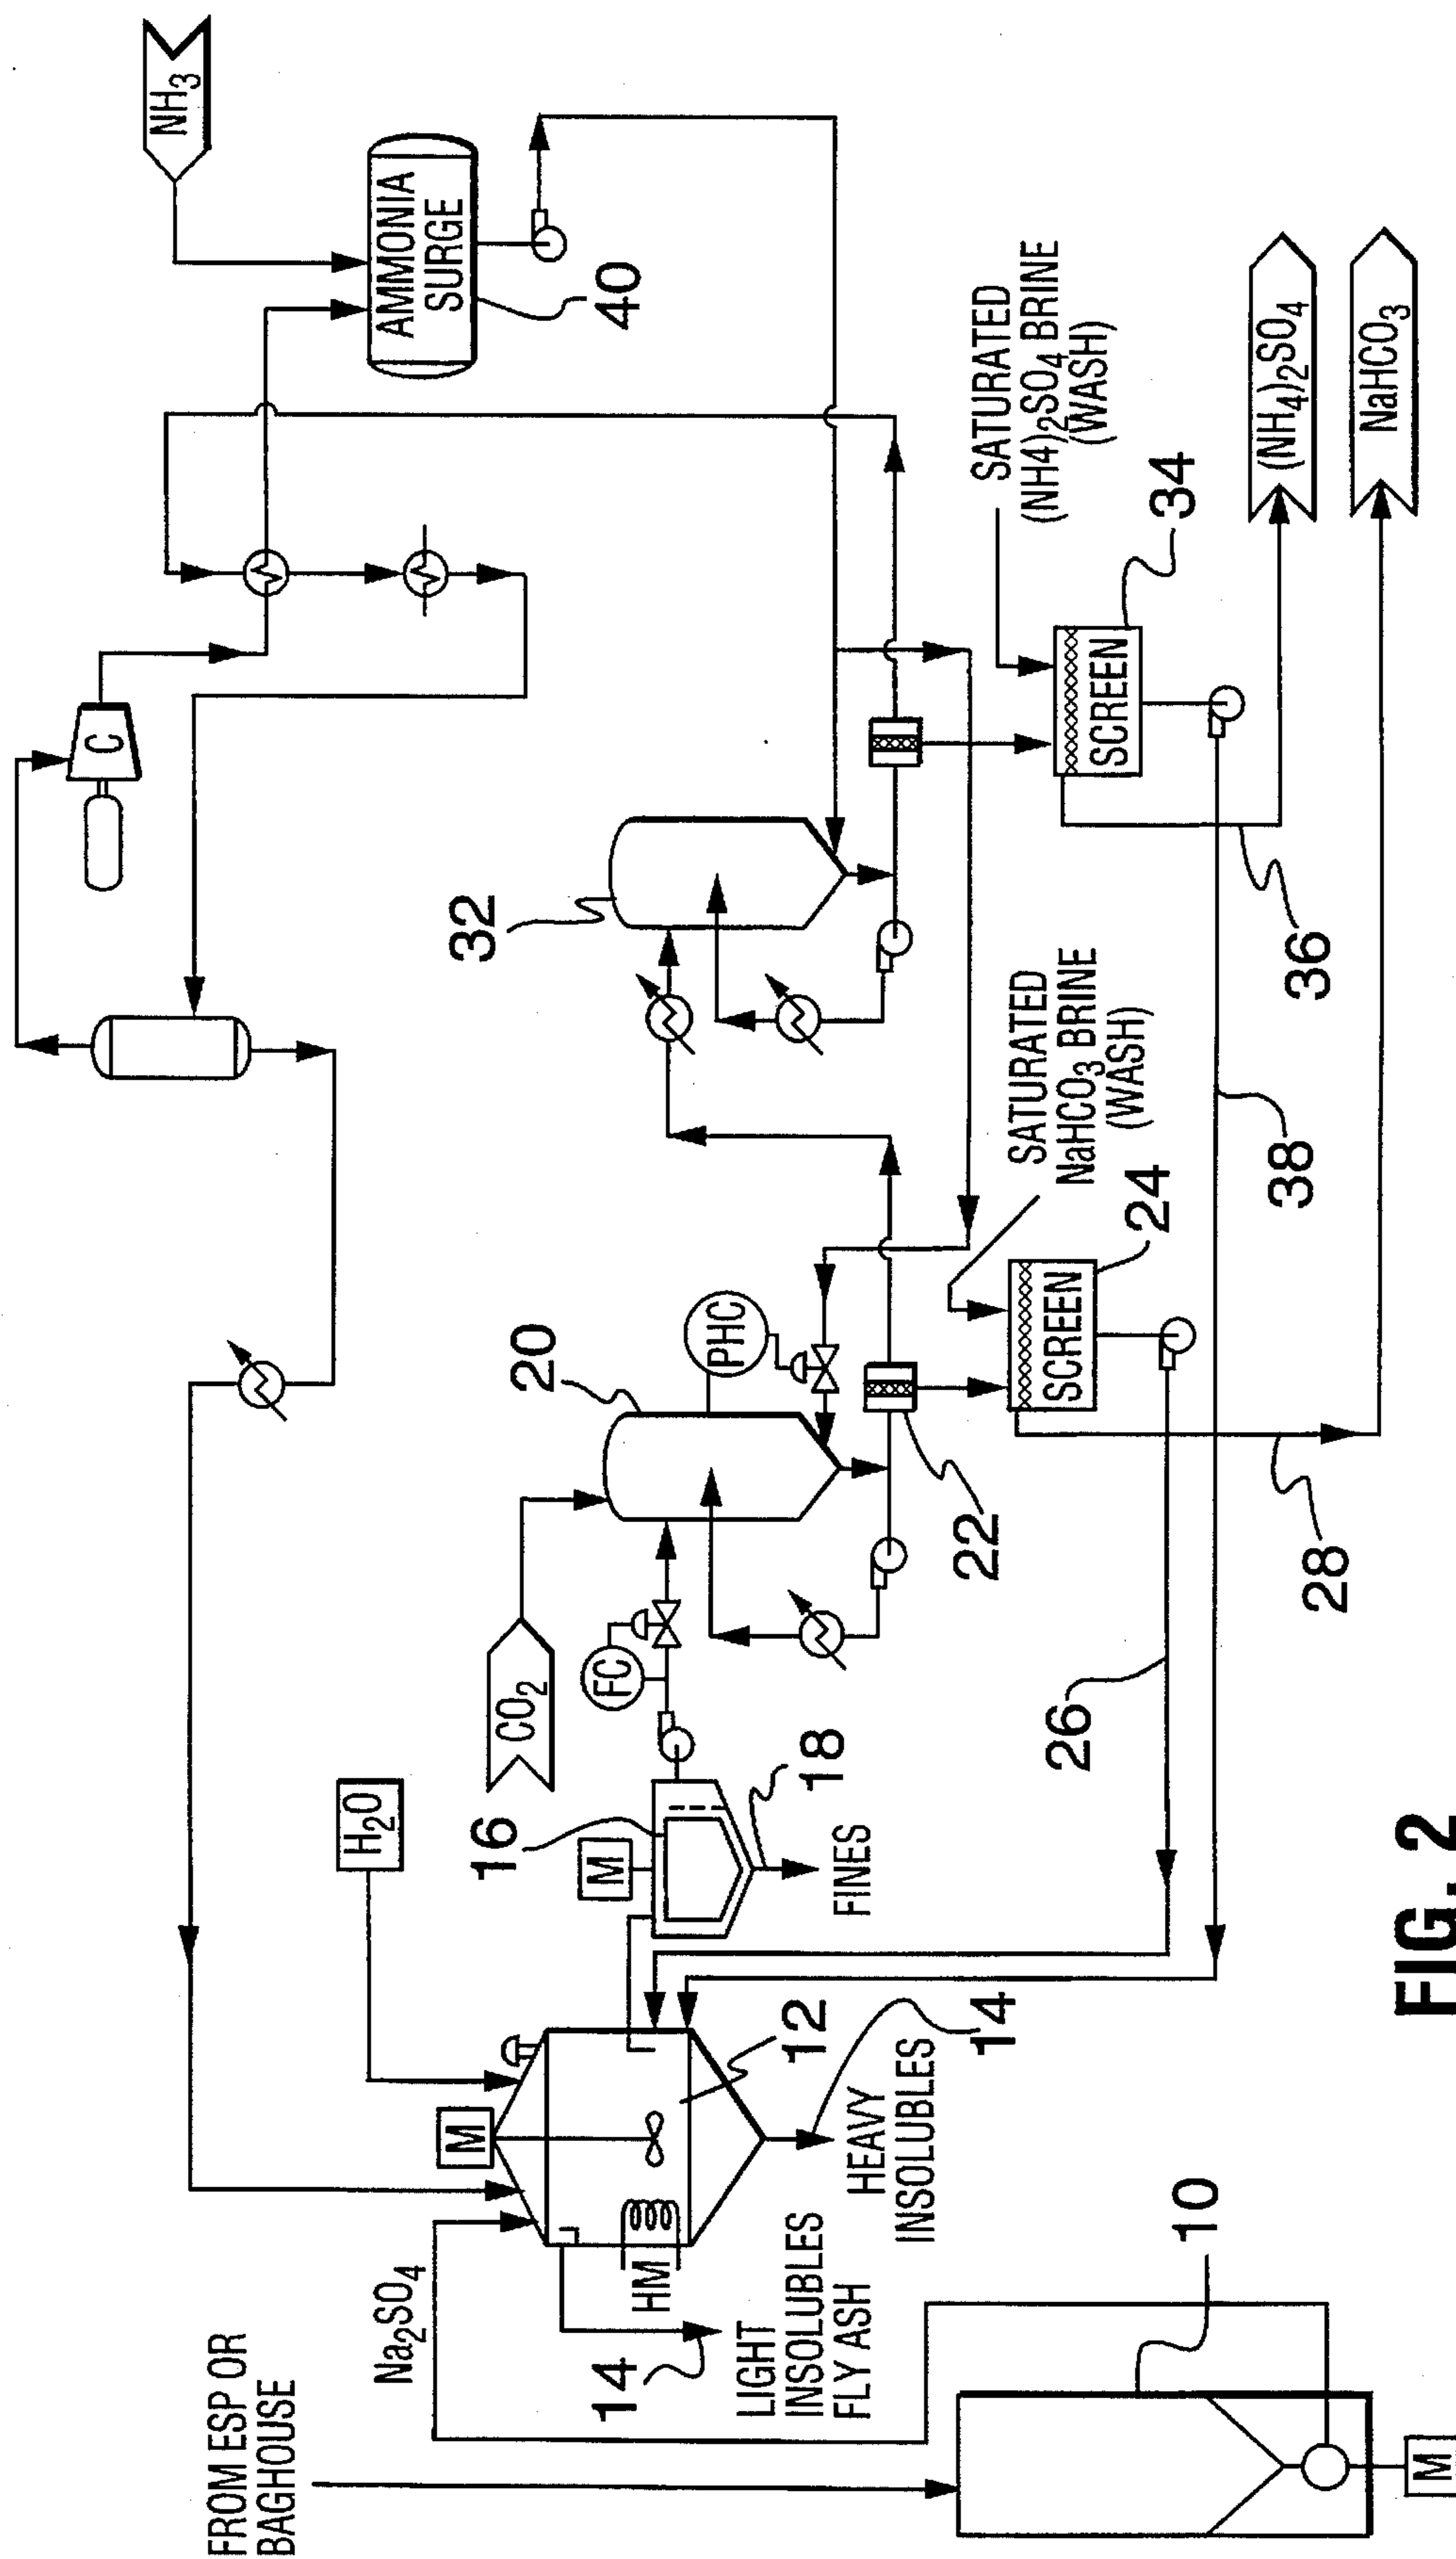 FROM ESP OR
BAGHOUSE
Na2SO4
M
H2O
CO2
C
NH3
AMMONIA
SURGE
40
HM
14
LIGHT
INSOLUBLES
FLY ASH
12
HEAVY
INSOLUBLES
14
16
M
FINES
18
FC
20
PHC
22
32
10
M
26
SCREEN
24
SATURATED
NaHCO3 BRINE
(WASH)
28
38
36
SCREEN
34
SATURATED
(NH4)2SO4 BRINE
(WASH)
(NH4)2SO4
NaHCO3
FIG. 2